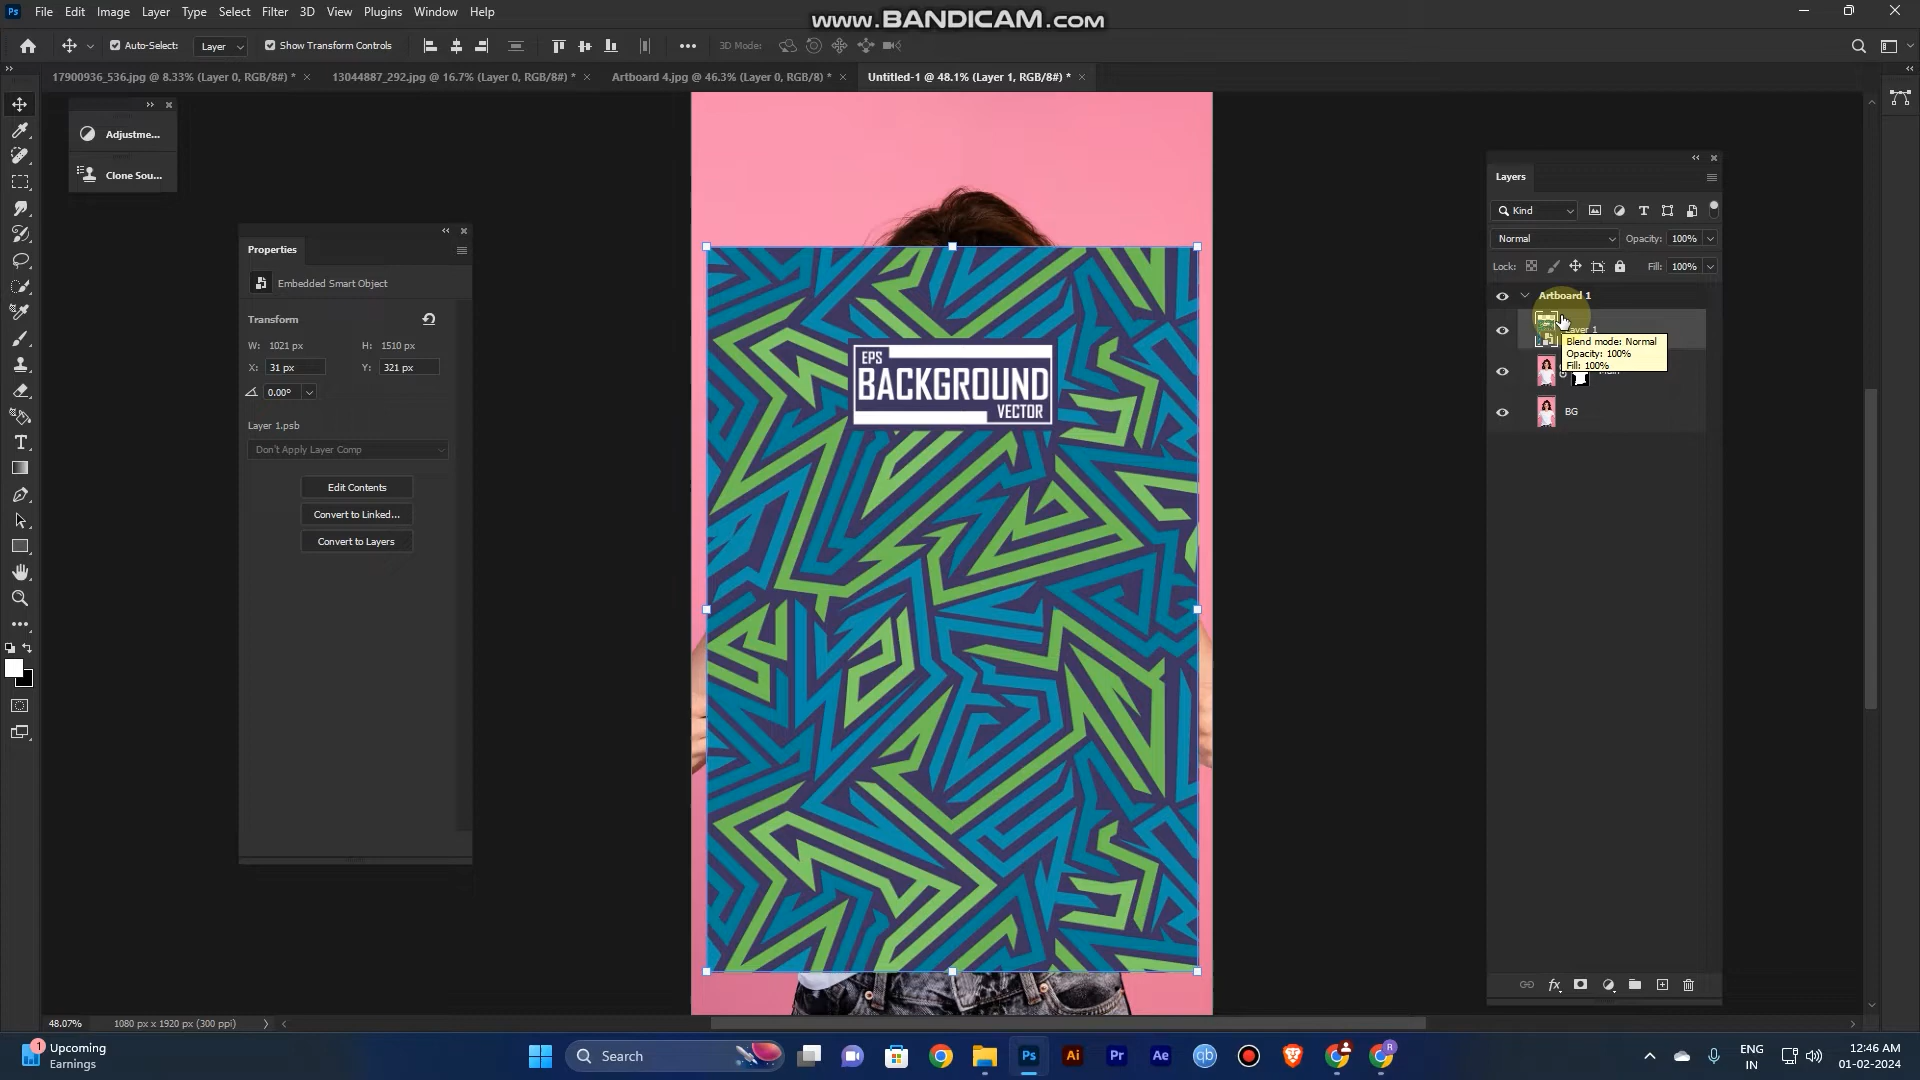 WWW.BANDICAM.COM
Ps File Edit Image Layer Type Select Filter 3D View Plugins Window Help
Auto-Select: Layer Show Transform Controls 3D Mode:
17900936_536.jpg @ 8.33% (Layer 0, RGB/8#) * 13044887_292.jpg @ 16.7% (Layer 0, RGB/8#) * Artboard 4.jpg @ 46.3% (Layer 0, RGB/8) * Untitled-1 @ 48.1% (Layer 1, RGB/8#) *
Adjustme...
Clone Sou...
Properties
Embedded Smart Object
Transform
W: 1021 px H: 1510 px
X: 31 px Y: 321 px
0.00°
Layer 1.psb
Don't Apply Layer Comp
Edit Contents
Convert to Linked...
Convert to Layers
EPS
BACKGROUND
VECTOR
Layers
Kind
Normal Opacity: 100%
Lock: Fill: 100%
Artboard 1
Layer 1
Blend mode: Normal
Opacity: 100%
Fill: 100%
BG
48.07% 1080 px x 1920 px (300 ppi)
1
Upcoming
Earnings
Search
Ps Ai Pr Ae qb R
ENG
IN
12:46 AM
01-02-2024